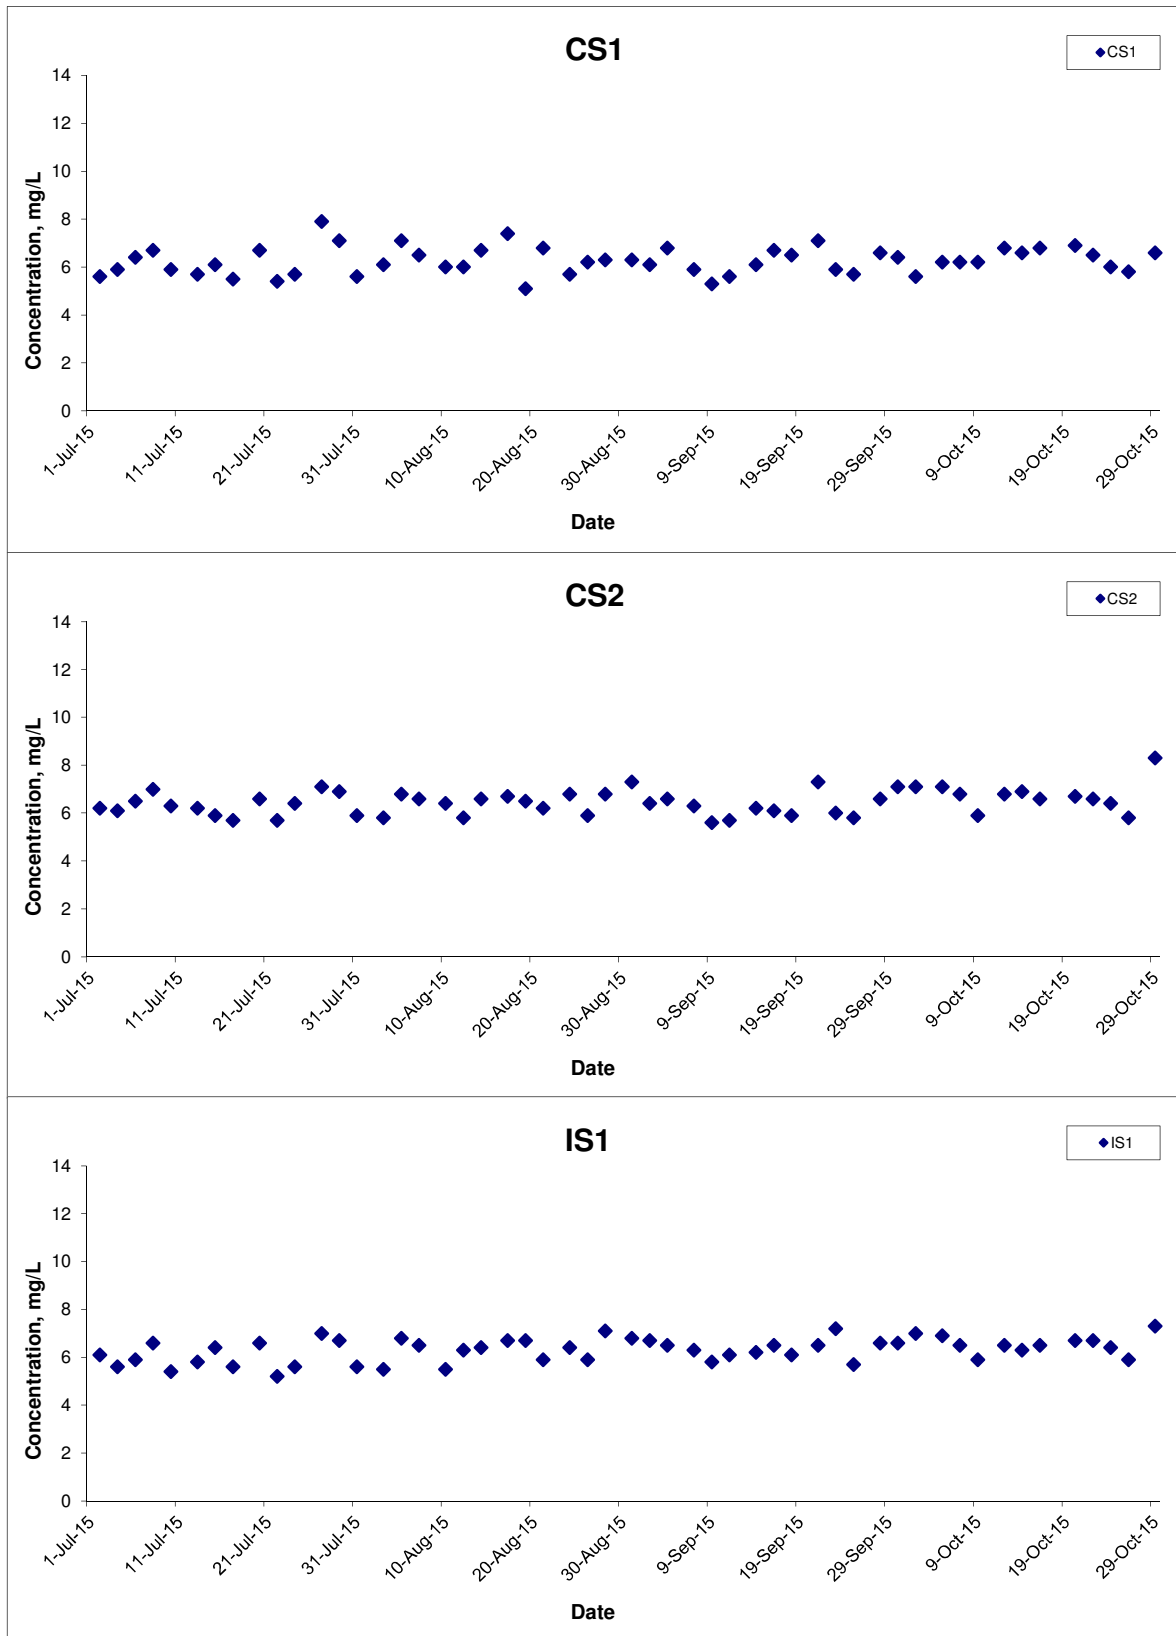 CS1
CS1
14
12
10
8
6
4
2
0
Concentration, mg/L
1-Jul-15
11-Jul-15
21-Jul-15
31-Jul-15
10-Aug-15
20-Aug-15
30-Aug-15
9-Sep-15
19-Sep-15
29-Sep-15
9-Oct-15
19-Oct-15
29-Oct-15
Date
CS2
CS2
14
12
10
8
6
4
2
0
Concentration, mg/L
1-Jul-15
11-Jul-15
21-Jul-15
31-Jul-15
10-Aug-15
20-Aug-15
30-Aug-15
9-Sep-15
19-Sep-15
29-Sep-15
9-Oct-15
19-Oct-15
29-Oct-15
Date
IS1
IS1
14
12
10
8
6
4
2
0
Concentration, mg/L
1-Jul-15
11-Jul-15
21-Jul-15
31-Jul-15
10-Aug-15
20-Aug-15
30-Aug-15
9-Sep-15
19-Sep-15
29-Sep-15
9-Oct-15
19-Oct-15
29-Oct-15
Date